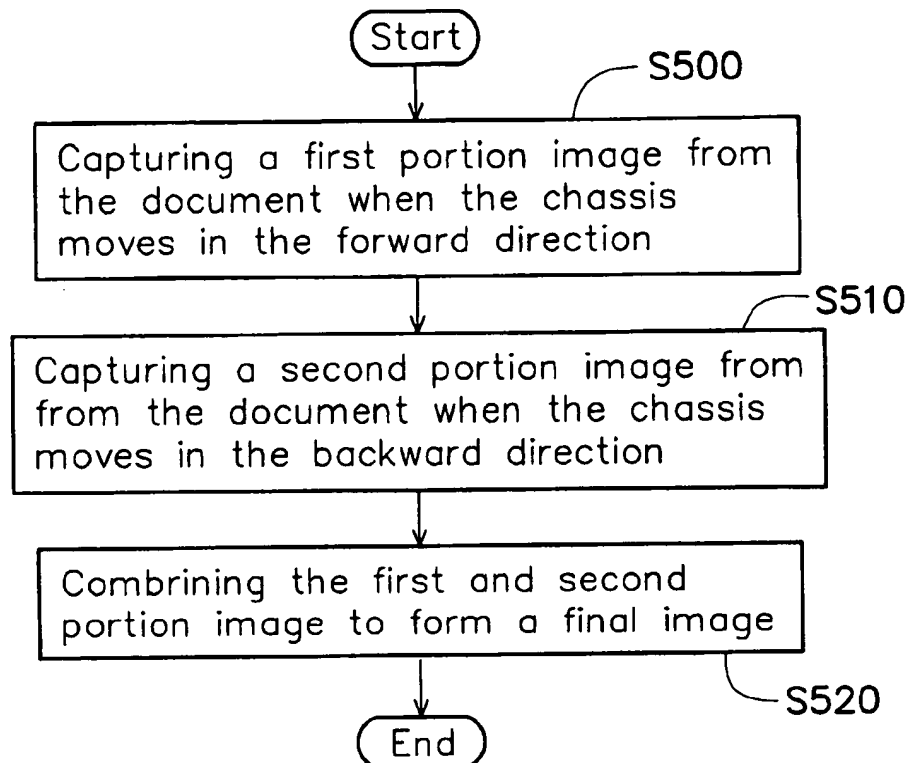 Start
S500
Capturing a first portion image from
the document when the chassis
moves in the forward direction
S510
Capturing a second portion image from
from the document when the chassis
moves in the backward direction
Combrining the first and second
portion image to form a final image
S520
End